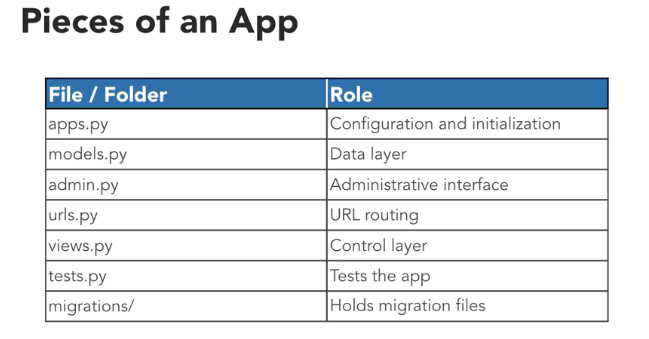 Pieces of an App
File / Folder Role
apps.py Configuration and initialization
models.py Data layer
admin.py Administrative interface
urls.py URL routing
views.py Control layer
tests.py Tests the app
migrations/ Holds migration files